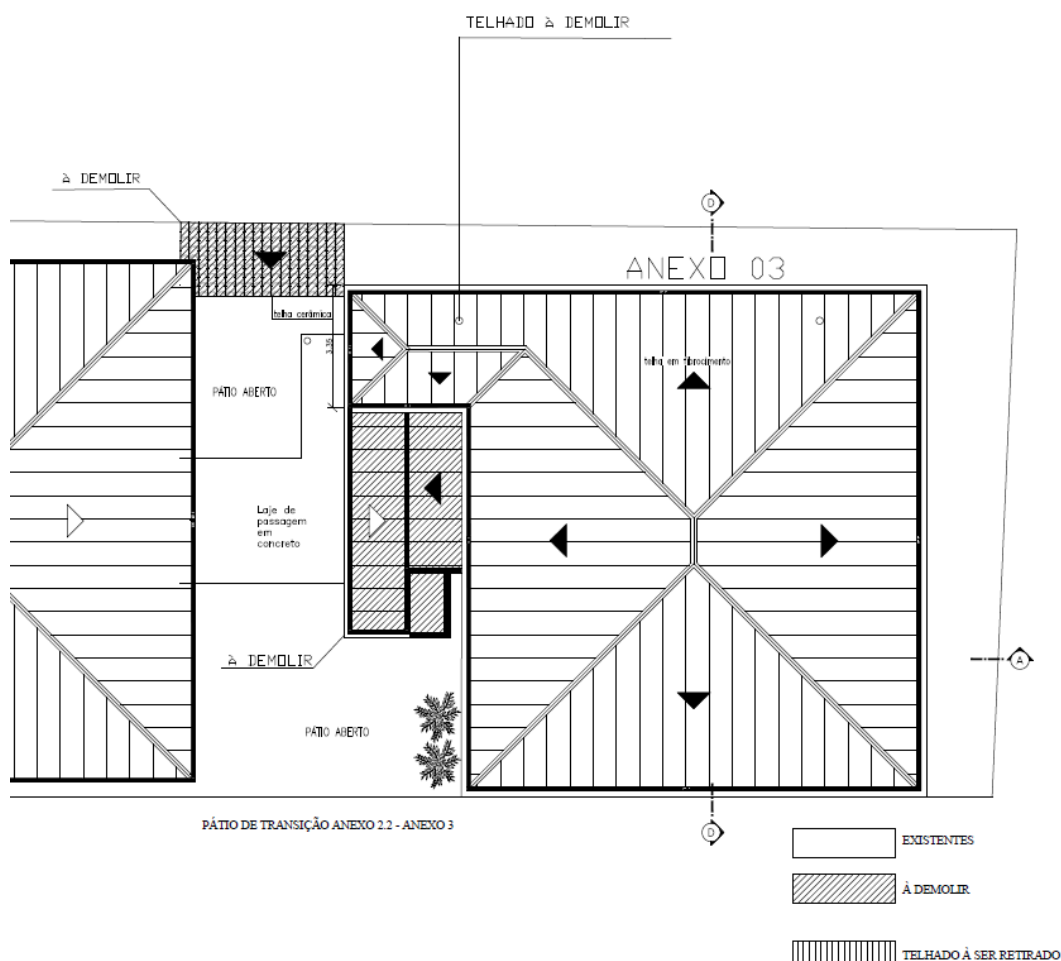 TELHADO à DEMOLIR
à DEMOLIR
D
ANEXO 03
telha cerâmica
3.35
telha em fibrocimento
PÁTIO ABERTO
Laje de
passagem
em
concreto
à DEMOLIR
A
PÁTIO ABERTO
PÁTIO DE TRANSIÇÃO ANEXO 2.2 - ANEXO 3
D
EXISTENTES
À DEMOLIR
TELHADO À SER RETIRADO